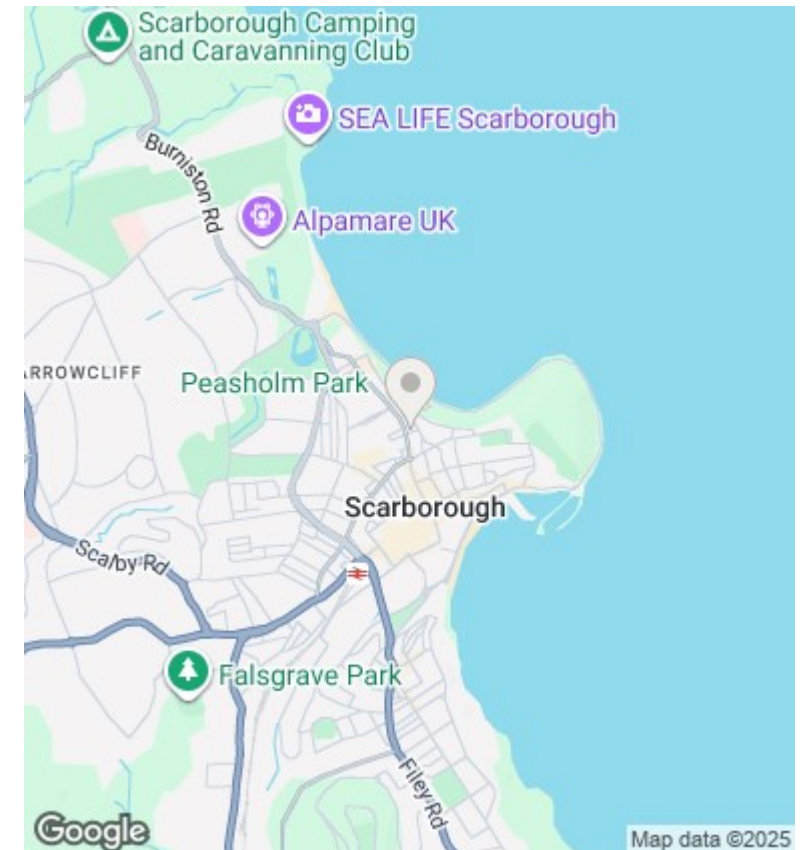 Scarborough Camping
and Caravanning Club
SEA LIFE Scarborough
Burniston Rd
Alpamare UK
ARROWCLIFF
Peasholm Park
Scarborough
Scalby Rd
Falsgrave Park
Filey Rd
Google
Map data ©2025